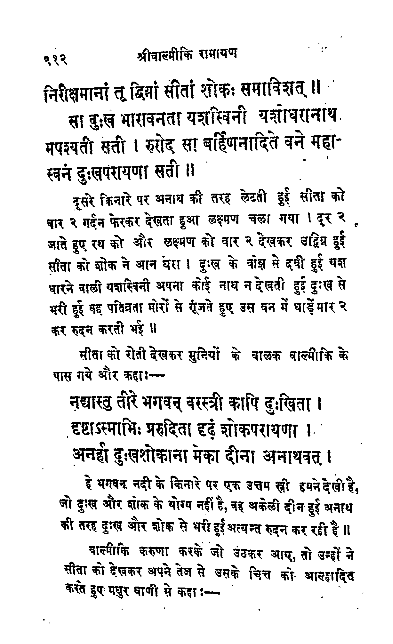 ९१२ श्रीवाल्मीकि रामायण
निरीक्षमानां तू द्विग्नां सीतां शोकः समाविशत् ॥
सा दुःख भारावनता यशस्विनी यशोधरानाथ
मपश्यती सती । रुरोद सा बर्हिणनादिते वने महा-
स्वनं दुःखपरायणा सती ॥
दूसरे किनारे पर अनाथ की तरह लेटती हुई सीता को
बार २ गर्दन फेरकर देखता हुआ लक्ष्मण चला गया । दूर २
जाते हुए रथ को और लक्ष्मण को बार २ देखकर उद्विग्न हुई
सीता को शोक ने आन घेरा । दुःख के बोझ से दबी हुई यश
धारने वाली यशस्विनी अपना कोई नाथ न देखती हुई दुःख से
भरी हुई वह पतिव्रता मोरों से गूंजते हुए उस वन में धाड़ें मार २
कर रुदन करती भई ॥
सीता को रोती देखकर मुनियों के बालक वाल्मीकि के
पास गये और कहाः—
नद्यास्तु तीरे भगवन् वरस्त्री कापि दुःखिता ।
दृष्टाऽस्माभिः प्ररुदिता दृढं शोकपरायणा ।
अनर्हा दुःखशोकाना मेका दीना अनाथवत् ।
हे भगवन् नदी के किनारे पर एक उत्तम स्त्री हमने देखी है,
जो दुःख और शोक के योग्य नहीं है, वह अकेली दीन हुई अनाथ
की तरह दुःख और शोक से भरी हुई अत्यन्त रुदन कर रही है ॥
वाल्मीकि करुणा करके जो उठकर आए, तो उन्होंने
सीता को देखकर अपने तेज से उसके चित्त को आल्हादित
करते हुए मधुर वाणी से कहाः—